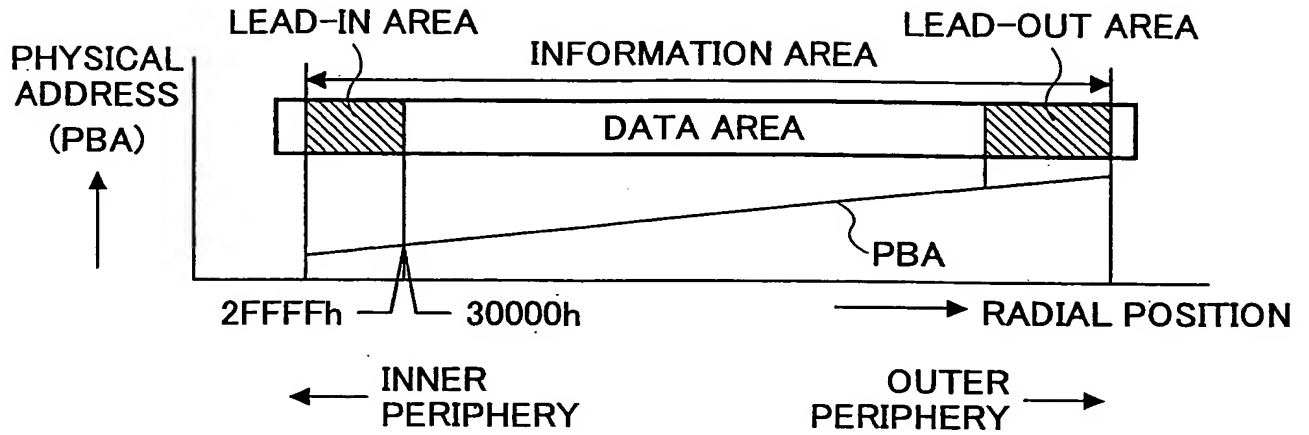 LEAD-IN AREA
LEAD-OUT AREA
INFORMATION AREA
PHYSICAL
ADDRESS
(PBA)
DATA AREA
PBA
2FFFFh
30000h
RADIAL POSITION
INNER
PERIPHERY
OUTER
PERIPHERY